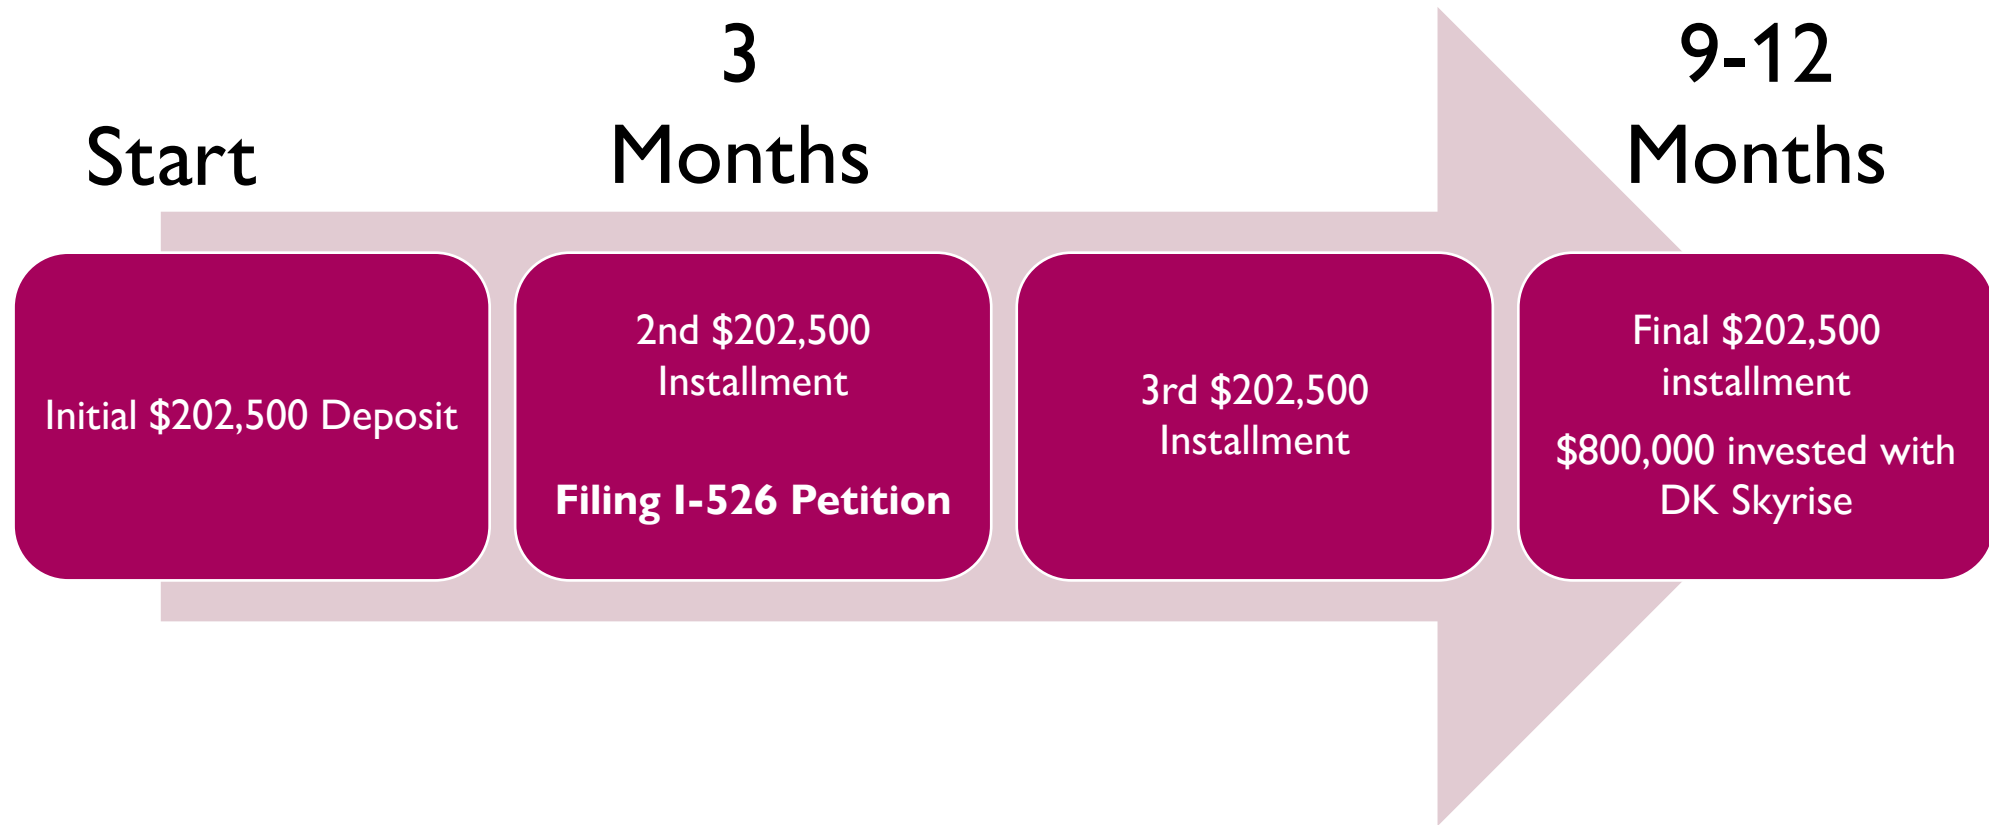 Start
3
Months
9-12
Months
Initial $202,500 Deposit
2nd $202,500
Installment
Filing I-526 Petition
3rd $202,500
Installment
Final $202,500
installment
$800,000 invested with
DK Skyrise